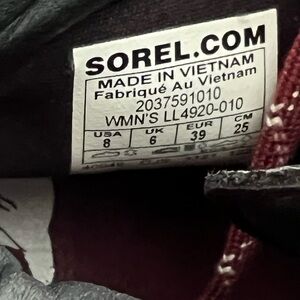 SOREL.COM
MADE IN VIETNAM
Fabriqué Au Vietnam
2037591010
WMN'S LL4920-010
USA UK EUR CM
8 6 39 25